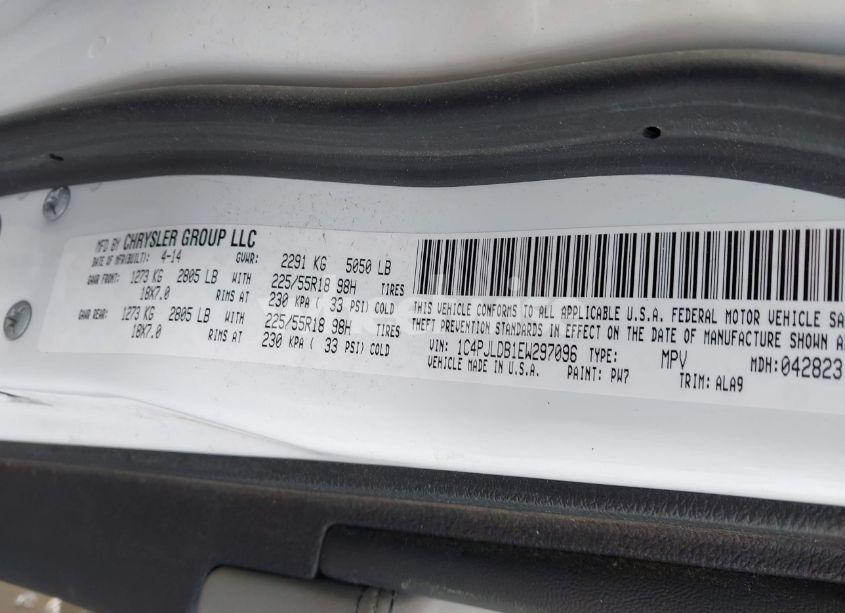 MFD BY CHRYSLER GROUP LLC
DATE OF MFR(BUILT): 4-14 GVWR: 2291 KG 5050 LB
GAWR FRONT: 1273 KG 2805 LB WITH 225/55R18 98H TIRES
18X7.0 RIMS AT 230 KPA ( 33 PSI) COLD
GAWR REAR: 1273 KG 2805 LB WITH 225/55R18 98H TIRES
18X7.0 RIMS AT 230 KPA ( 33 PSI) COLD
THIS VEHICLE CONFORMS TO ALL APPLICABLE U.S.A. FEDERAL MOTOR VEHICLE SA
THEFT PREVENTION STANDARDS IN EFFECT ON THE DATE OF MANUFACTURE SHOWN A
VIN: 1C4PJLDB1EW297096 TYPE: MPV MDH:042823
VEHICLE MADE IN U.S.A. PAINT: PW7 TRIM: ALA9